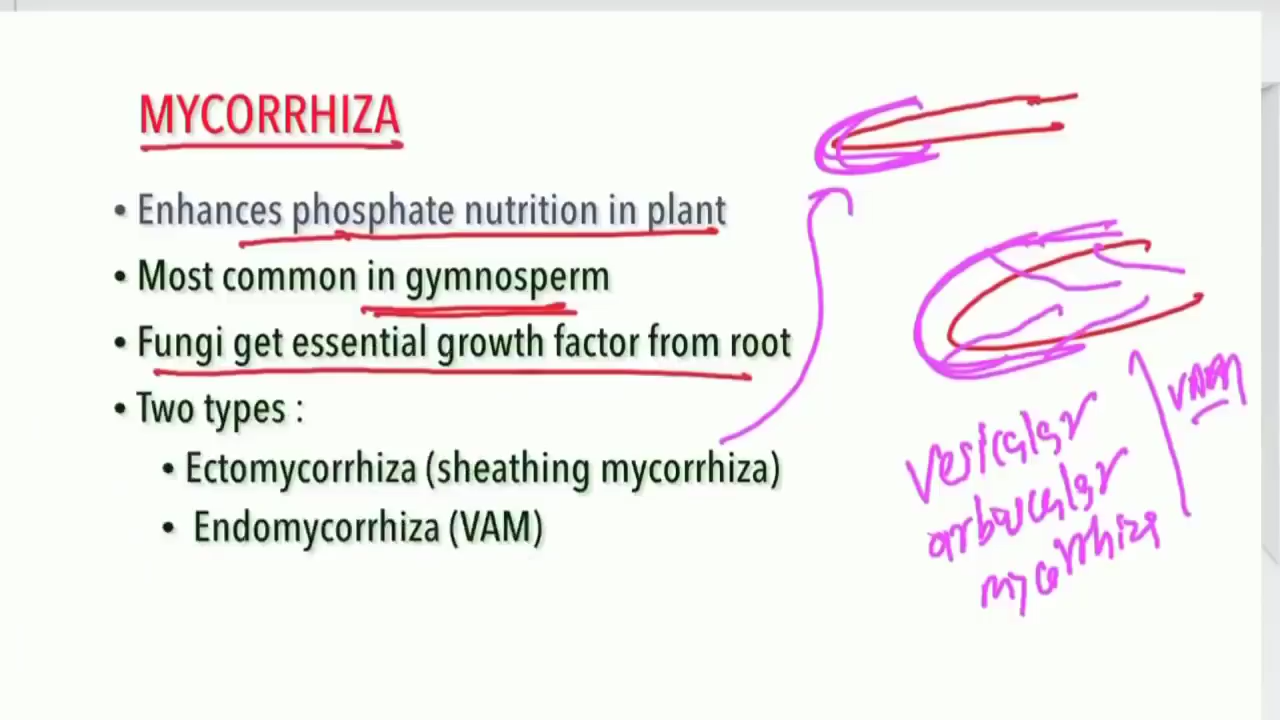 MYCORRHIZA
• Enhances phosphate nutrition in plant
• Most common in gymnosperm
• Fungi get essential growth factor from root
• Two types :
• Ectomycorrhiza (sheathing mycorrhiza)
• Endomycorrhiza (VAM)
vesicular
arbuscular
mycorrhiza
VAM